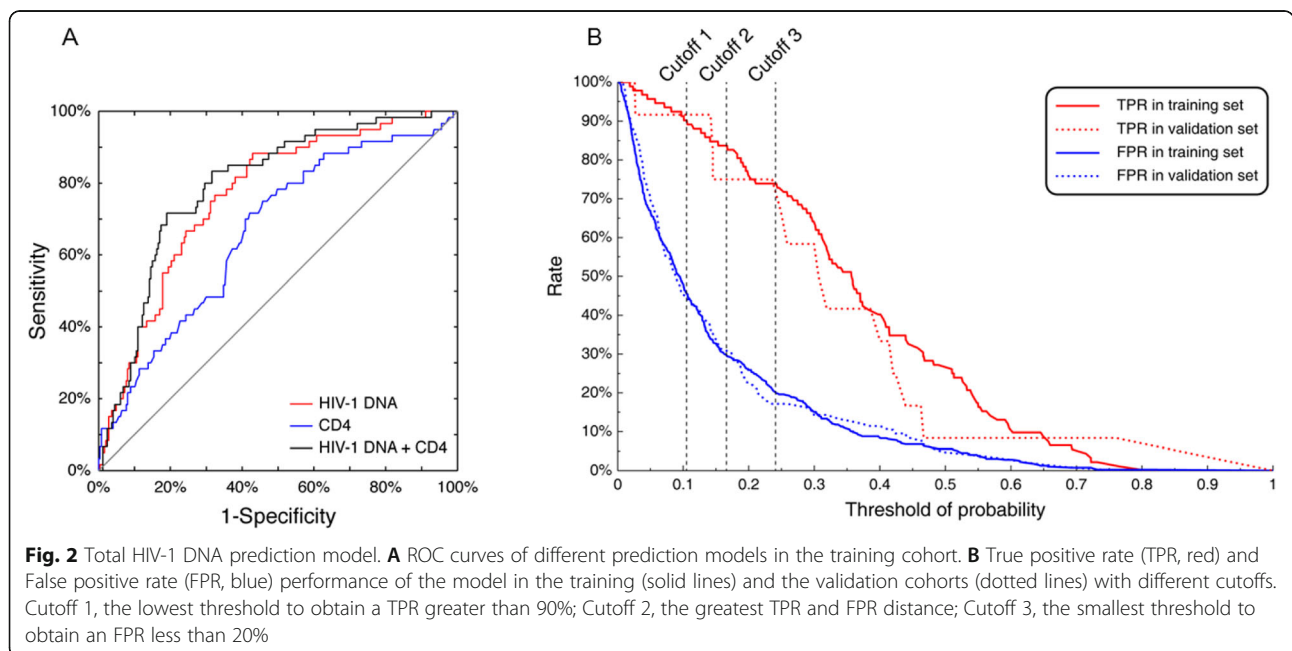 A
100%
80%
60%
40%
20%
0%
Sensitivity
0% 20% 40% 60% 80% 100%
1-Specificity
HIV-1 DNA
CD4
HIV-1 DNA + CD4
B
Cutoff 1
Cutoff 2
Cutoff 3
100%
90%
80%
70%
60%
50%
40%
30%
20%
10%
0%
Rate
0 0.1 0.2 0.3 0.4 0.5 0.6 0.7 0.8 0.9 1
Threshold of probability
TPR in training set
TPR in validation set
FPR in training set
FPR in validation set
Fig. 2 Total HIV-1 DNA prediction model. A ROC curves of different prediction models in the training cohort. B True positive rate (TPR, red) and
False positive rate (FPR, blue) performance of the model in the training (solid lines) and the validation cohorts (dotted lines) with different cutoffs.
Cutoff 1, the lowest threshold to obtain a TPR greater than 90%; Cutoff 2, the greatest TPR and FPR distance; Cutoff 3, the smallest threshold to
obtain an FPR less than 20%